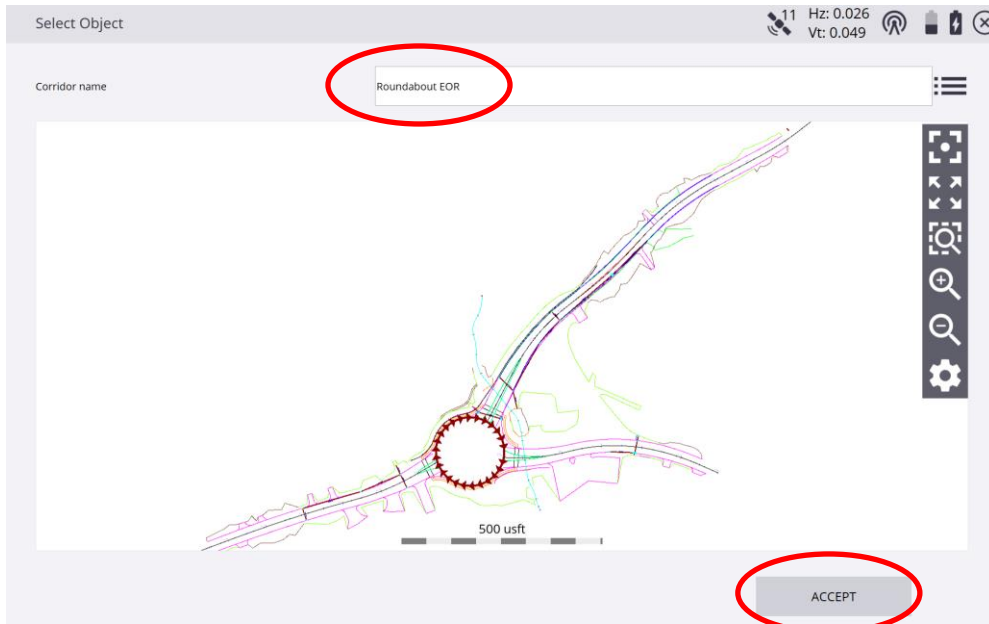 Select Object
11
Hz: 0.026
Vt: 0.049
Corridor name
Roundabout EOR
500 usft
ACCEPT